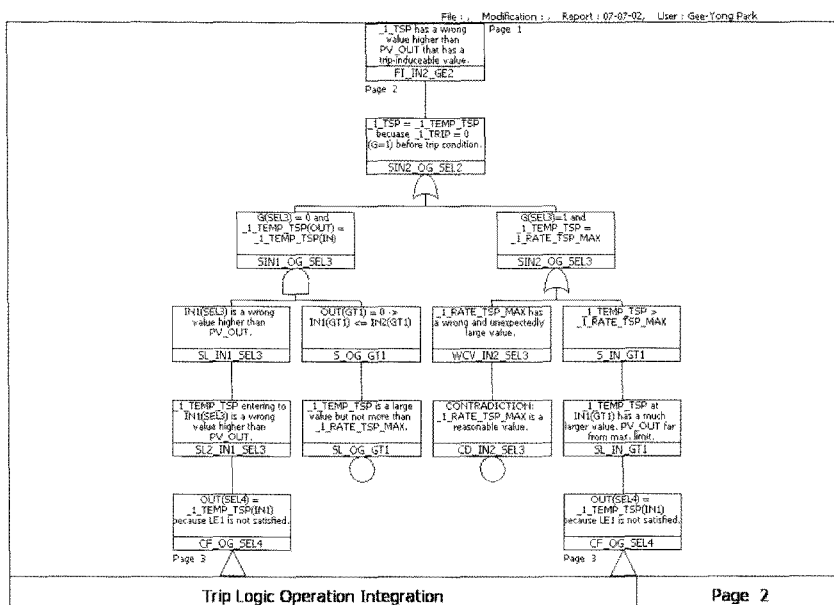 File : , Modification : , Report : 07-07-02, User : Gee-Yong Park
_1_TSP has a wrong
value higher than
PV_OUT that has a
trip-induceable value.
FI_IN2_GE2
Page 1
Page 2
_1_TSP = _1_TEMP_TSP
becuase _1_TRIP = 0
(G=1) before trip condition.
SIN2_OG_SEL2
G(SEL3) = 0 and
_1_TEMP_TSP(OUT) =
_1_TEMP_TSP(IN)
SIN1_OG_SEL3
G(SEL3)=1 and
_1_TEMP_TSP =
_1_RATE_TSP_MAX
SIN2_OG_SEL3
IN1(SEL3) is a wrong
value higher than
PV_OUT.
SL_IN1_SEL3
OUT(GT1) = 0 ->
IN1(GT1) <= IN2(GT1)
S_OG_GT1
_1_RATE_TSP_MAX has
a wrong and unexpectedly
large value.
WCV_IN2_SEL3
_1_TEMP_TSP >
_1_RATE_TSP_MAX
S_IN_GT1
_1_TEMP_TSP entering to
IN1(SEL3) is a wrong
value higher than
PV_OUT.
SL2_IN1_SEL3
_1_TEMP_TSP is a large
value but not more than
_1_RATE_TSP_MAX.
SL_OG_GT1
CONTRADICTION:
_1_RATE_TSP_MAX is a
reasonable value.
CD_IN2_SEL3
_1_TEMP_TSP at
IN1(GT1) has a much
larger value. PV_OUT far
from max. limit.
SL_IN_GT1
OUT(SEL4) =
_1_TEMP_TSP(IN1)
because LE1 is not satisfied.
CF_OG_SEL4
Page 3
OUT(SEL4) =
_1_TEMP_TSP(IN1)
because LE1 is not satisfied.
CF_OG_SEL4
Page 3
Trip Logic Operation Integration
Page 2